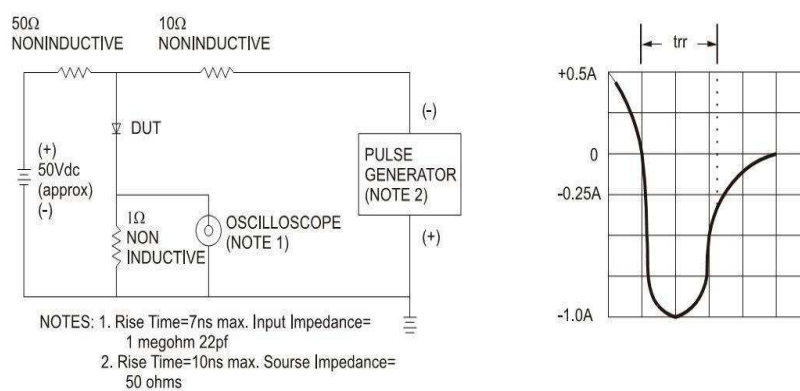 50Ω
NONINDUCTIVE
10Ω
NONINDUCTIVE
DUT
(+)
50Vdc
(approx)
(-)
1Ω
NON
INDUCTIVE
OSCILLOSCOPE
(NOTE 1)
(-)
PULSE
GENERATOR
(NOTE 2)
(+)
NOTES: 1. Rise Time=7ns max. Input Impedance=
1 megohm 22pf
2. Rise Time=10ns max. Sourse Impedance=
50 ohms
trr
+0.5A
0
-0.25A
-1.0A